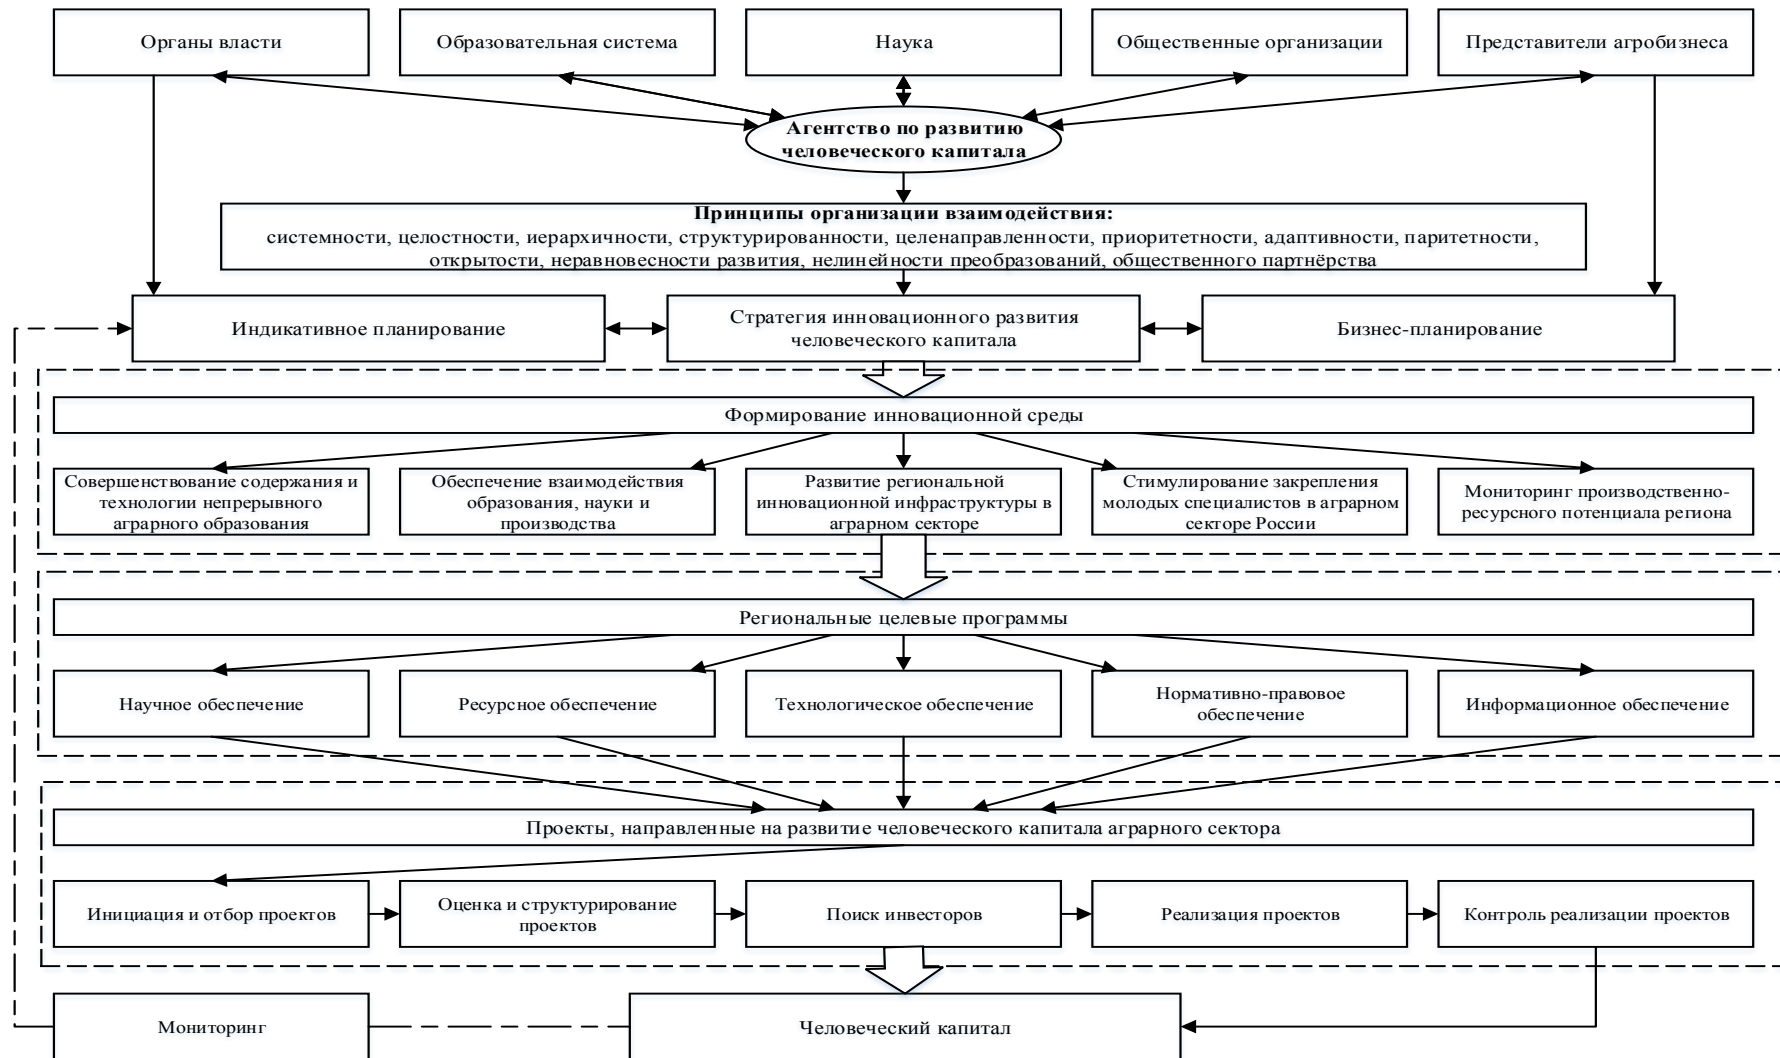 Органы власти
Образовательная система
Наука
Общественные организации
Представители агробизнеса
Агентство по развитию
человеческого капитала
Принципы организации взаимодействия:
системности, целостности, иерархичности, структурированности, целенаправленности, приоритетности, адаптивности, паритетности,
открытости, неравновесности развития, нелинейности преобразований, общественного партнёрства
Индикативное планирование
Стратегия инновационного развития
человеческого капитала
Бизнес-планирование
Формирование инновационной среды
Совершенствование содержания и
технологии непрерывного
аграрного образования
Обеспечение взаимодействия
образования, науки и
производства
Развитие региональной
инновационной инфраструктуры в
аграрном секторе
Стимулирование закрепления
молодых специалистов в аграрном
секторе России
Мониторинг производственно-
ресурсного потенциала региона
Региональные целевые программы
Научное обеспечение
Ресурсное обеспечение
Технологическое обеспечение
Нормативно-правовое
обеспечение
Информационное обеспечение
Проекты, направленные на развитие человеческого капитала аграрного сектора
Инициация и отбор проектов
Оценка и структурирование
проектов
Поиск инвесторов
Реализация проектов
Контроль реализации проектов
Мониторинг
Человеческий капитал